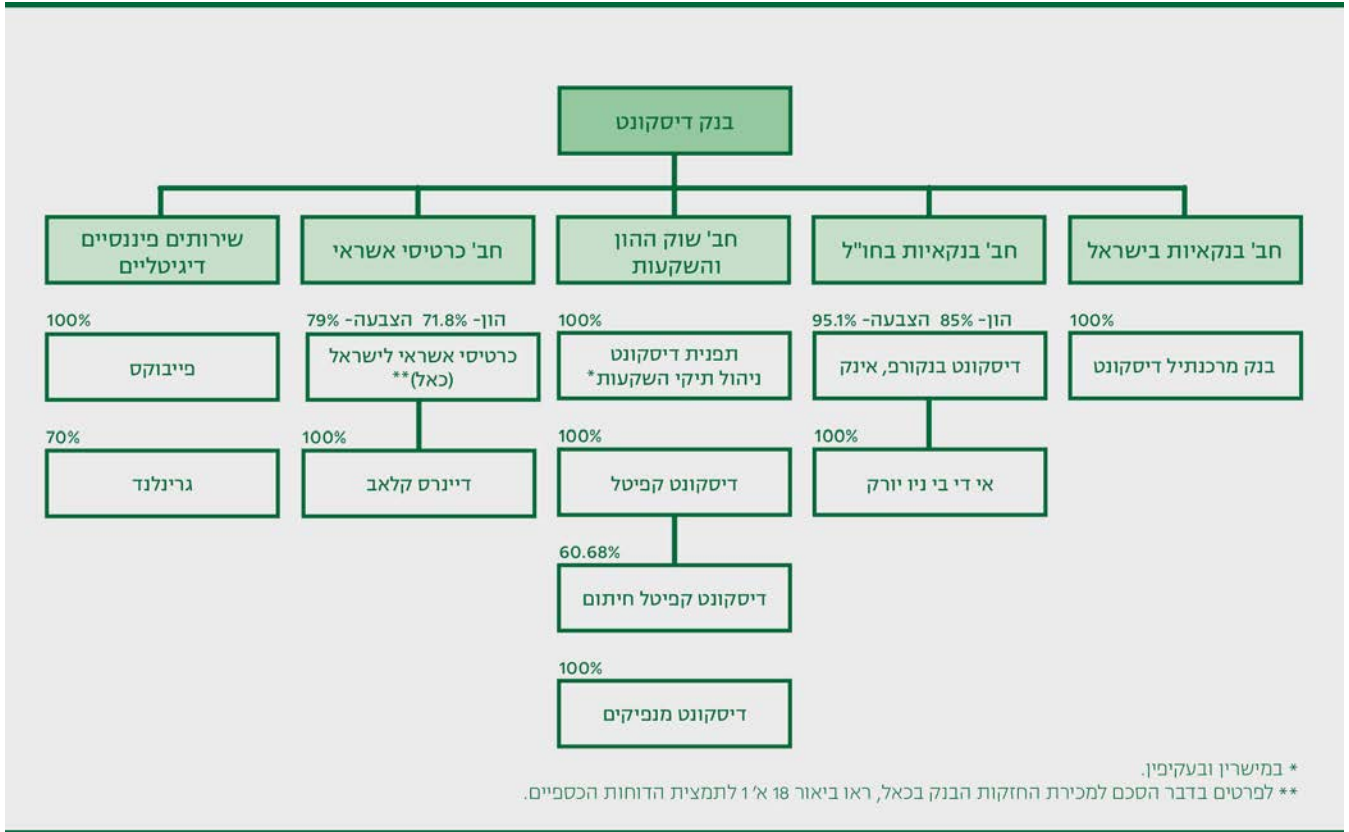 בנק דיסקונט
חב' בנקאיות בישראל
100%
בנק מרכנתיל דיסקונט
חב' בנקאיות בחו"ל
הון- 85% הצבעה- 95.1%
דיסקונט בנקורפ, אינק
100%
אי די בי ניו יורק
חב' שוק ההון
והשקעות
100%
תפנית דיסקונט
ניהול תיקי השקעות*
100%
דיסקונט קפיטל
60.68%
דיסקונט קפיטל חיתום
100%
דיסקונט מנפיקים
חב' כרטיסי אשראי
הון- 71.8% הצבעה- 79%
כרטיסי אשראי לישראל
(כאל)**
100%
דיינרס קלאב
שירותים פיננסיים
דיגיטליים
100%
פייבוקס
70%
גרינלנד
* במישרין ובעקיפין.
** לפרטים בדבר הסכם למכירת החזקות הבנק בכאל, ראו ביאור 18 א' 1 לתמצית הדוחות הכספיים.